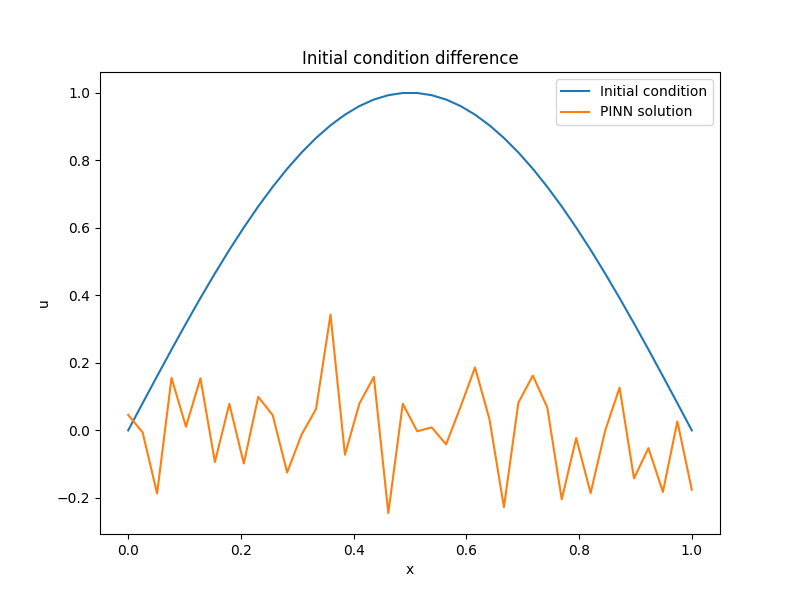 Initial condition difference
Initial condition
PINN solution
1.0
0.8
0.6
0.4
0.2
0.0
−0.2
u
0.0 0.2 0.4 0.6 0.8 1.0
x